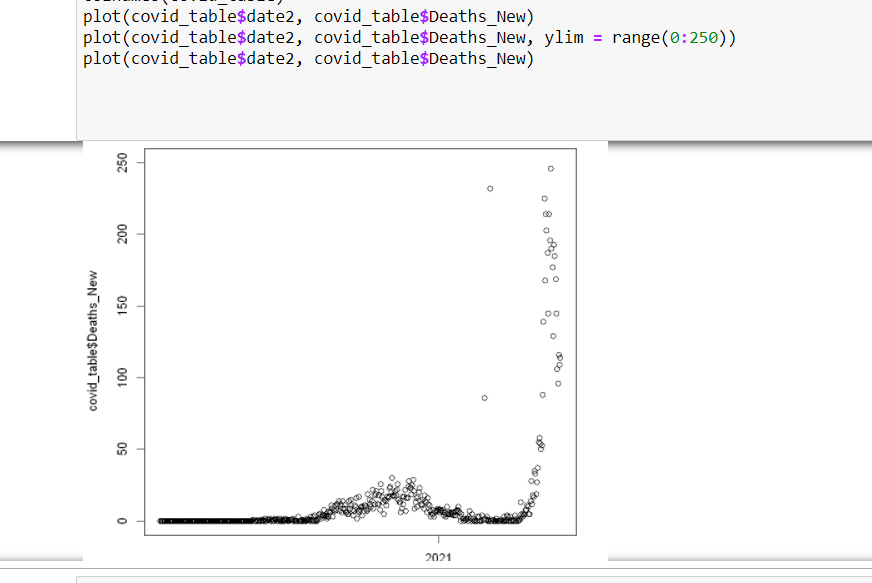 plot(covid_table$date2, covid_table$Deaths_New)
plot(covid_table$date2, covid_table$Deaths_New, ylim = range(0:250))
plot(covid_table$date2, covid_table$Deaths_New)
250
200
150
100
50
0
covid_table$Deaths_New
2021